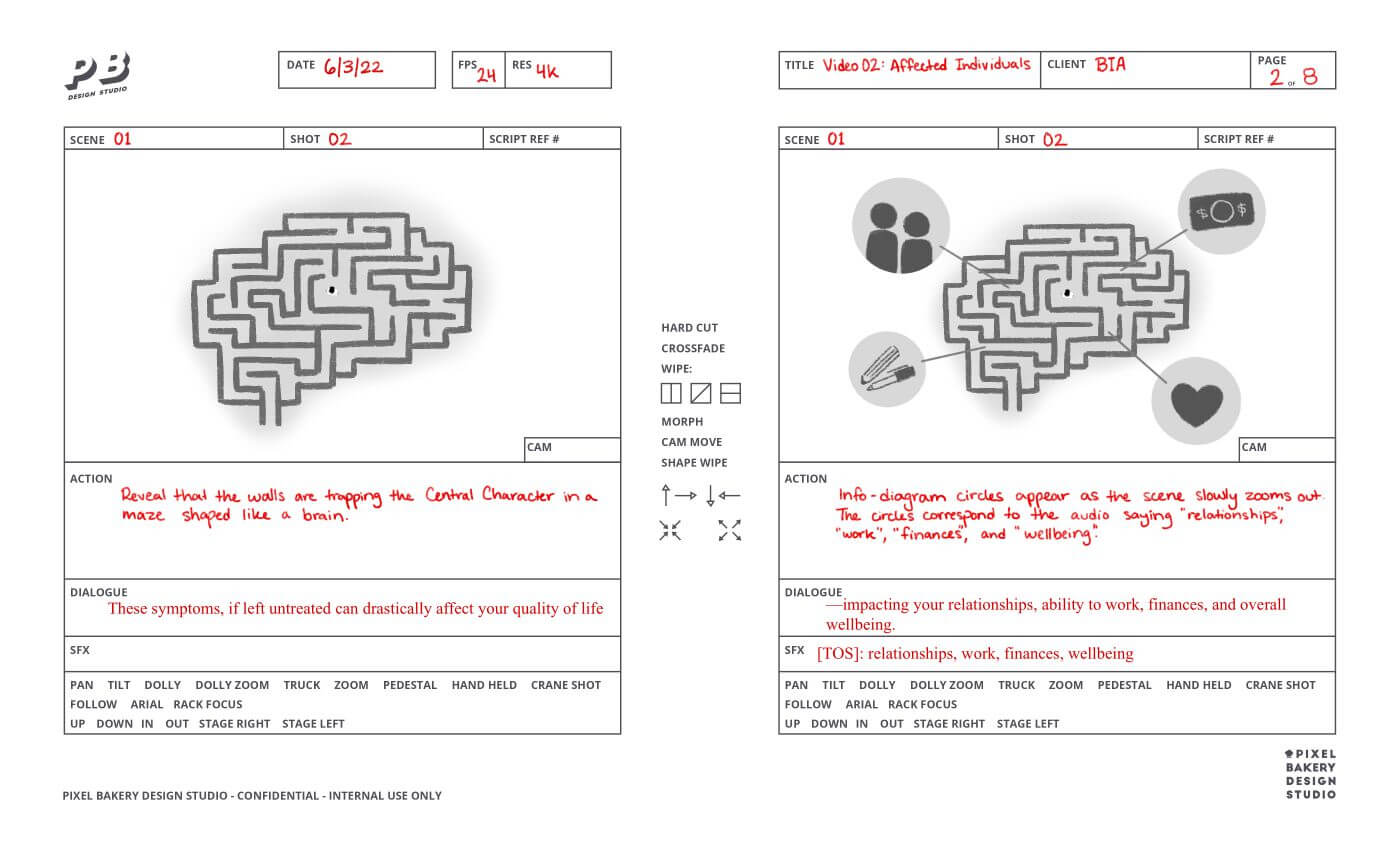 PB
DESIGN STUDIO
DATE 6/3/22
FPS 24
RES 4K
TITLE Video 02: Affected Individuals
CLIENT BIA
PAGE
2 OF 8
SCENE 01
SHOT 02
SCRIPT REF #
CAM
ACTION
Reveal that the walls are trapping the Central Character in a
maze shaped like a brain.
DIALOGUE
These symptoms, if left untreated can drastically affect your quality of life
SFX
PAN TILT DOLLY DOLLY ZOOM TRUCK ZOOM PEDESTAL HAND HELD CRANE SHOT
FOLLOW ARIAL RACK FOCUS
UP DOWN IN OUT STAGE RIGHT STAGE LEFT
HARD CUT
CROSSFADE
WIPE:
MORPH
CAM MOVE
SHAPE WIPE
SCENE 01
SHOT 02
SCRIPT REF #
$ $
CAM
ACTION
Info-diagram circles appear as the scene slowly zooms out.
The circles correspond to the audio saying "relationships",
"work", "finances", and "wellbeing".
DIALOGUE
—impacting your relationships, ability to work, finances, and overall
wellbeing.
SFX [TOS]: relationships, work, finances, wellbeing
PAN TILT DOLLY DOLLY ZOOM TRUCK ZOOM PEDESTAL HAND HELD CRANE SHOT
FOLLOW ARIAL RACK FOCUS
UP DOWN IN OUT STAGE RIGHT STAGE LEFT
PIXEL BAKERY DESIGN STUDIO - CONFIDENTIAL - INTERNAL USE ONLY
PIXEL
BAKERY
DESIGN
STUDIO